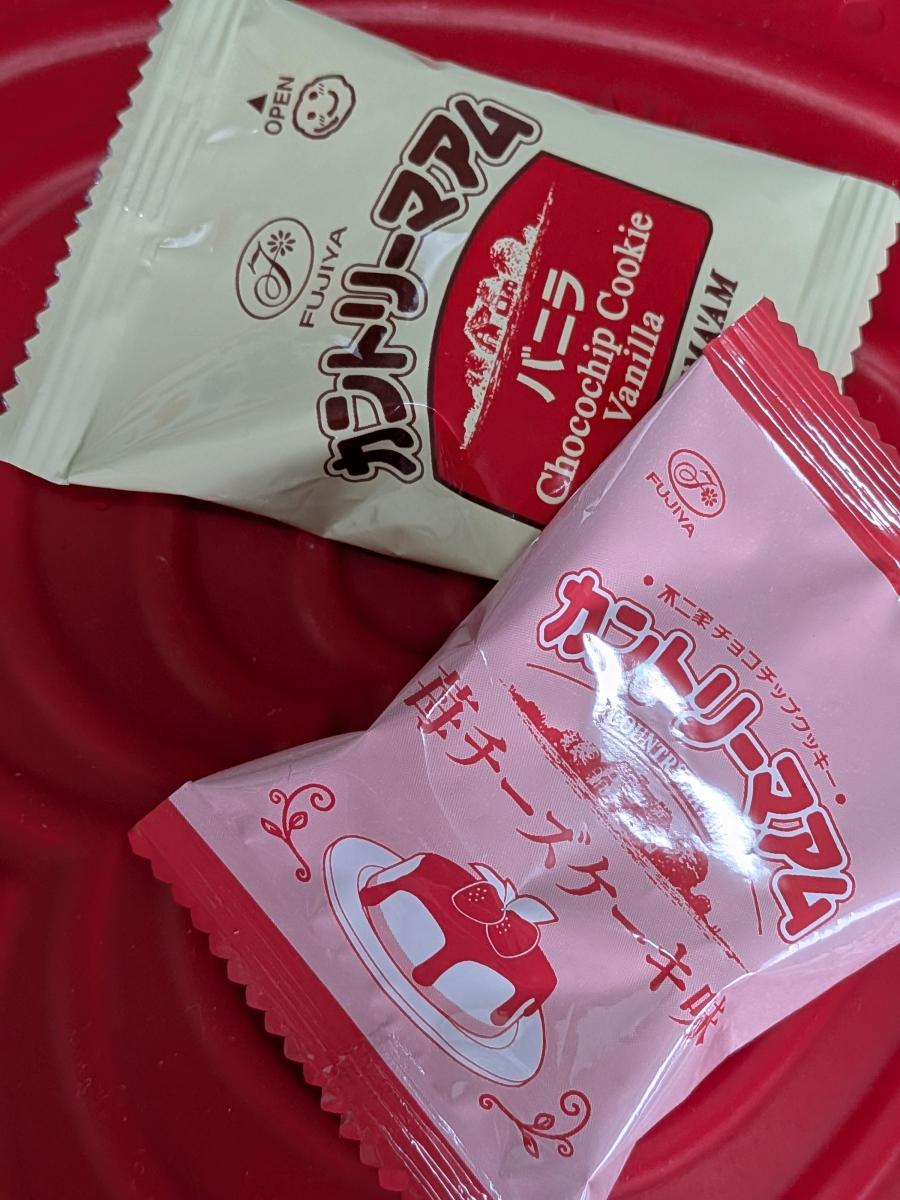 OPEN
FUJIYA
カントリーマアム
バニラ
Chocochip Cookie
Vanilla
MA'AM
FUJIYA
不二家チョコチップクッキー
カントリーマアム
苺チーズケーキ味